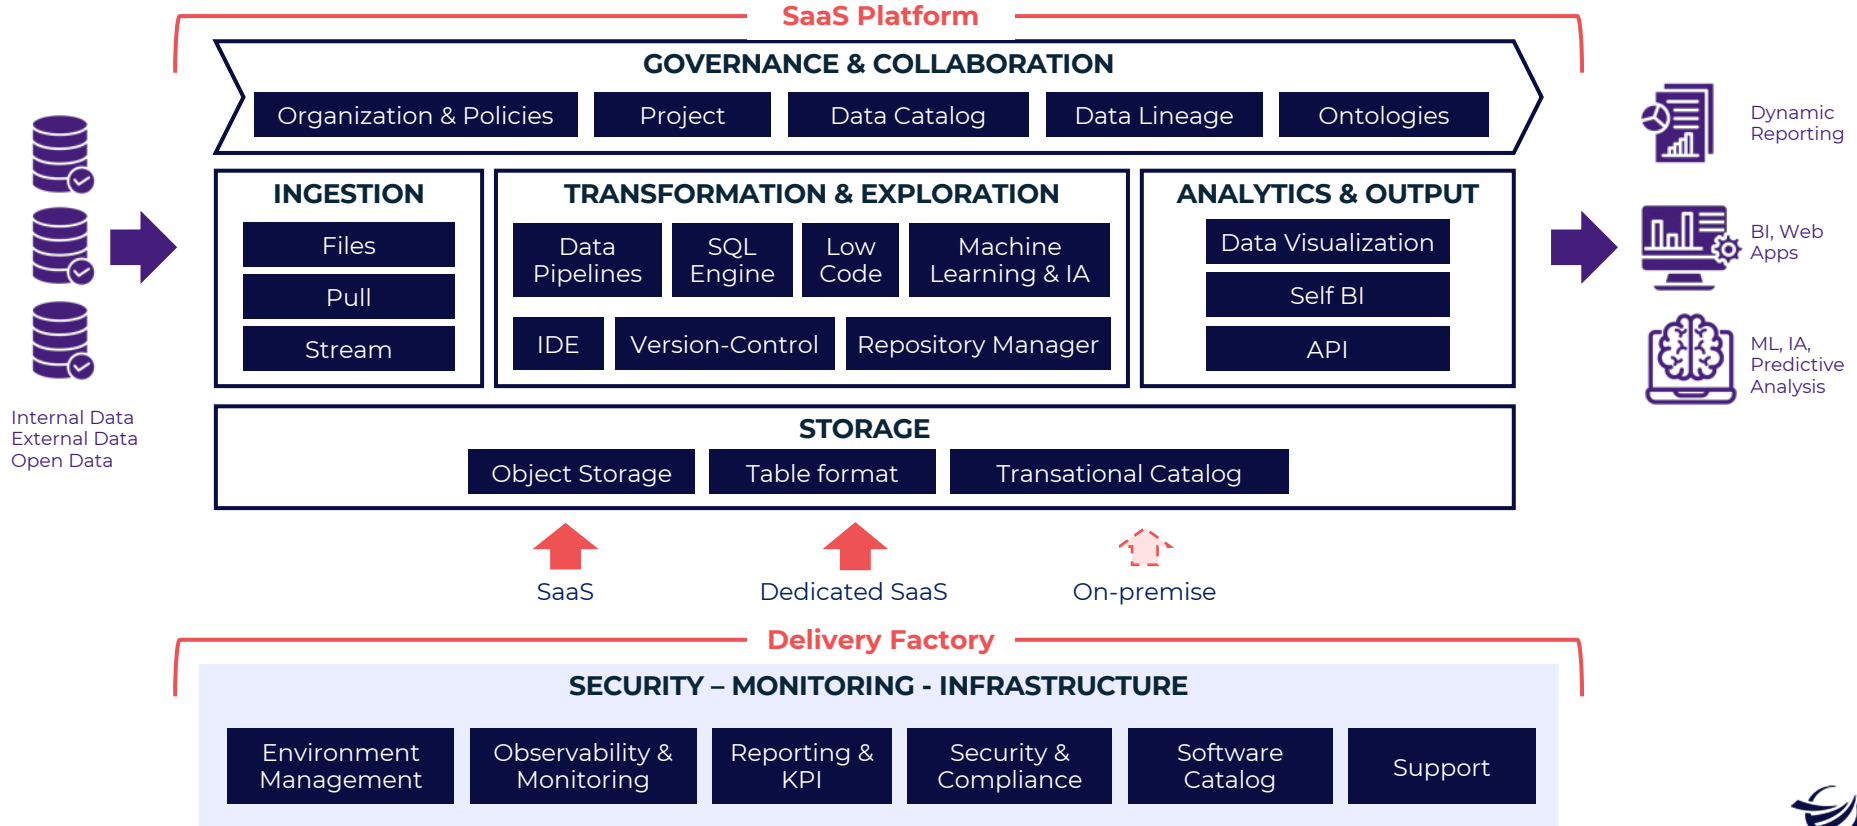 SaaS Platform
GOVERNANCE & COLLABORATION
Organization & Policies
Project
Data Catalog
Data Lineage
Ontologies
Internal Data
External Data
Open Data
INGESTION
Files
Pull
Stream
TRANSFORMATION & EXPLORATION
Data
Pipelines
SQL
Engine
Low
Code
Machine
Learning & IA
IDE
Version-Control
Repository Manager
ANALYTICS & OUTPUT
Data Visualization
Self BI
API
Dynamic
Reporting
BI, Web
Apps
ML, IA,
Predictive
Analysis
STORAGE
Object Storage
Table format
Transational Catalog
SaaS
Dedicated SaaS
On-premise
Delivery Factory
SECURITY – MONITORING - INFRASTRUCTURE
Environment
Management
Observability &
Monitoring
Reporting &
KPI
Security &
Compliance
Software
Catalog
Support